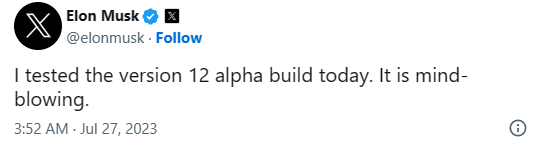 Elon Musk
@elonmusk · Follow
I tested the version 12 alpha build today. It is mind-
blowing.
3:52 AM · Jul 27, 2023